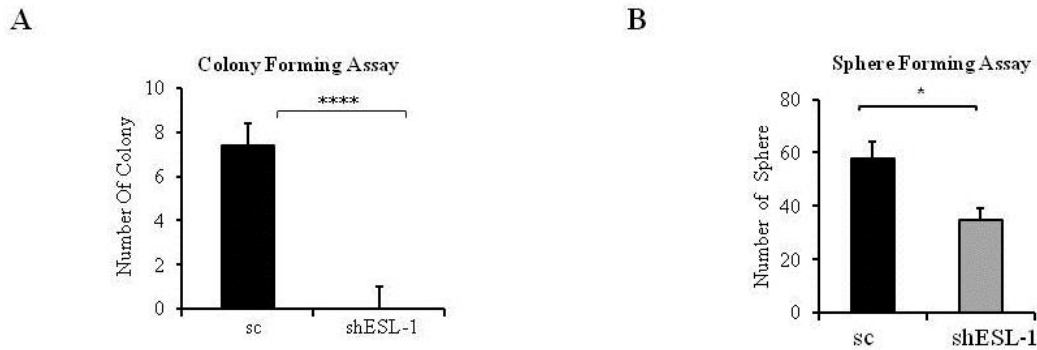 A
Colony Forming Assay
Number Of Colony
10
8
6
4
2
0
****
sc
shESL-1
B
Sphere Forming Assay
Number of Sphere
80
60
40
20
0
*
sc
shESL-1